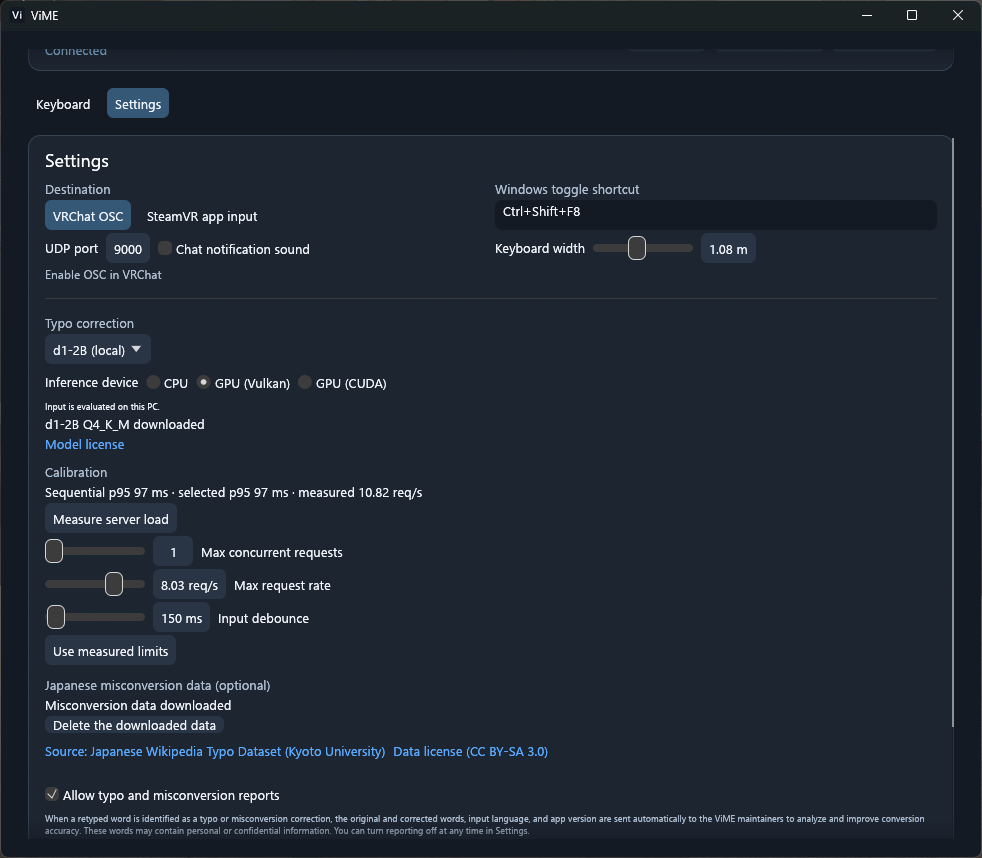 Vi ViME
Connected
Keyboard Settings
Settings
Destination
VRChat OSC SteamVR app input
UDP port 9000 Chat notification sound
Enable OSC in VRChat
Windows toggle shortcut
Ctrl+Shift+F8
Keyboard width 1.08 m
Typo correction
d1-2B (local)
Inference device CPU GPU (Vulkan) GPU (CUDA)
Input is evaluated on this PC.
d1-2B Q4_K_M downloaded
Model license
Calibration
Sequential p95 97 ms · selected p95 97 ms · measured 10.82 req/s
Measure server load
1 Max concurrent requests
8.03 req/s Max request rate
150 ms Input debounce
Use measured limits
Japanese misconversion data (optional)
Misconversion data downloaded
Delete the downloaded data
Source: Japanese Wikipedia Typo Dataset (Kyoto University) Data license (CC BY-SA 3.0)
Allow typo and misconversion reports
When a retyped word is identified as a typo or misconversion correction, the original and corrected words, input language, and app version are sent automatically to the ViME maintainers to analyze and improve conversion
accuracy. These words may contain personal or confidential information. You can turn reporting off at any time in Settings.